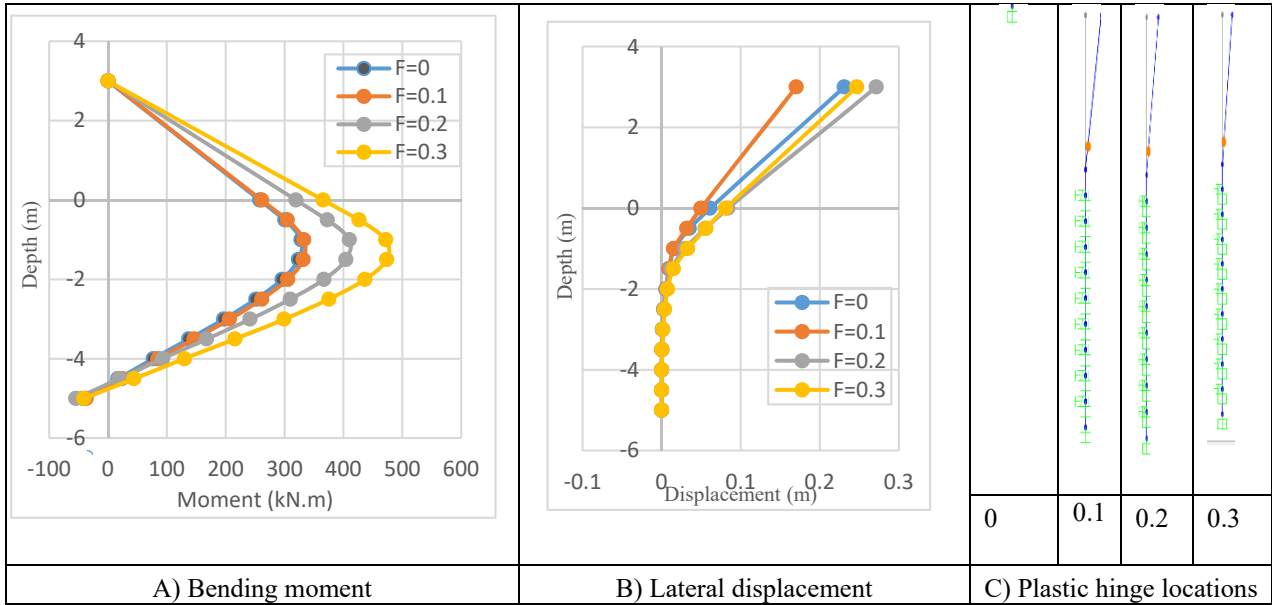 4
2
0
-2
-4
-6
-100 0 100 200 300 400 500 600
Depth (m)
Moment (kN.m)
F=0
F=0.1
F=0.2
F=0.3
4
2
0
-2
-4
-6
-0.1 0 0.1 0.2 0.3
Depth (m)
Displacement (m)
F=0
F=0.1
F=0.2
F=0.3
0 0.1 0.2 0.3
A) Bending moment B) Lateral displacement C) Plastic hinge locations